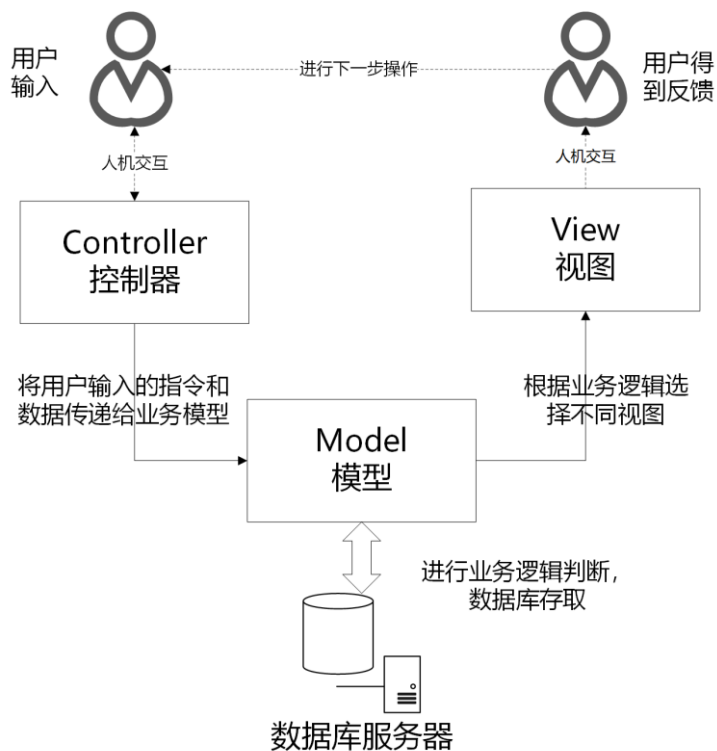 用户
输入
进行下一步操作
用户得
到反馈
人机交互
人机交互
Controller
控制器
View
视图
将用户输入的指令和
数据传递给业务模型
根据业务逻辑选
择不同视图
Model
模型
进行业务逻辑判断，
数据库存取
数据库服务器